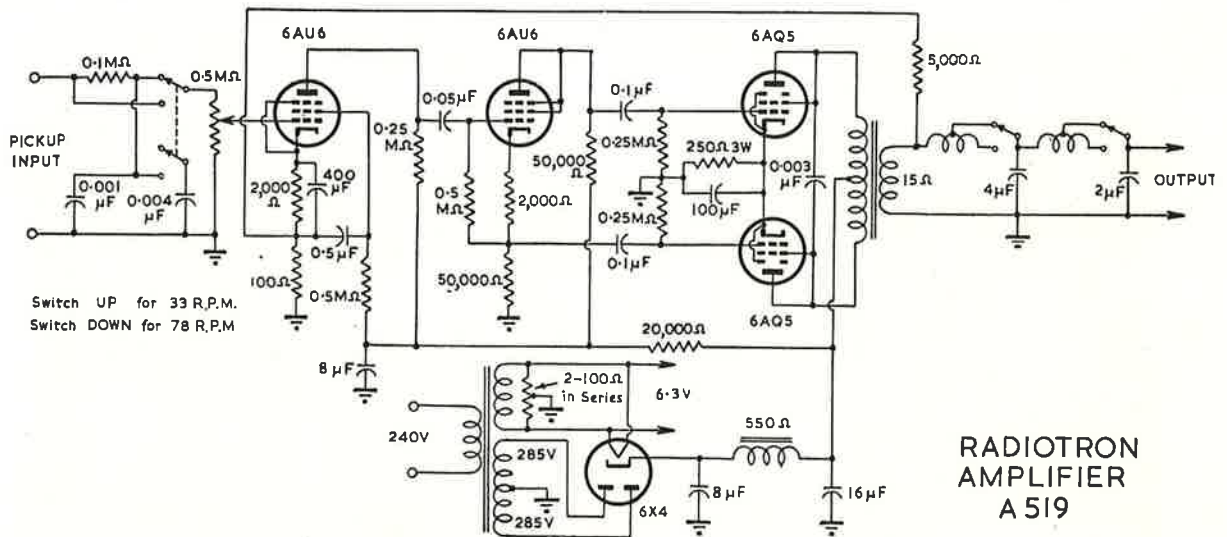 6AU6
6AU6
6AQ5
0·1MΩ
0·5MΩ
5,000Ω
PICKUP
INPUT
0·05µF
0·1µF
0·25
MΩ
0·25MΩ
250Ω 3W
0·003
µF
50,000Ω
15Ω
0·001
µF
0·004
µF
2,000Ω
400
µF
0·5
MΩ
2,000Ω
100µF
4µF
2µF
OUTPUT
0·25MΩ
0·5µF
0·1µF
100Ω
0·5MΩ
50,000Ω
6AQ5
Switch UP for 33 R.P.M.
Switch DOWN for 78 R.P.M
20,000Ω
8µF
2-100Ω
in Series
6·3V
240V
550Ω
285V
285V
6X4
8µF
16µF
RADIOTRON
AMPLIFIER
A 519